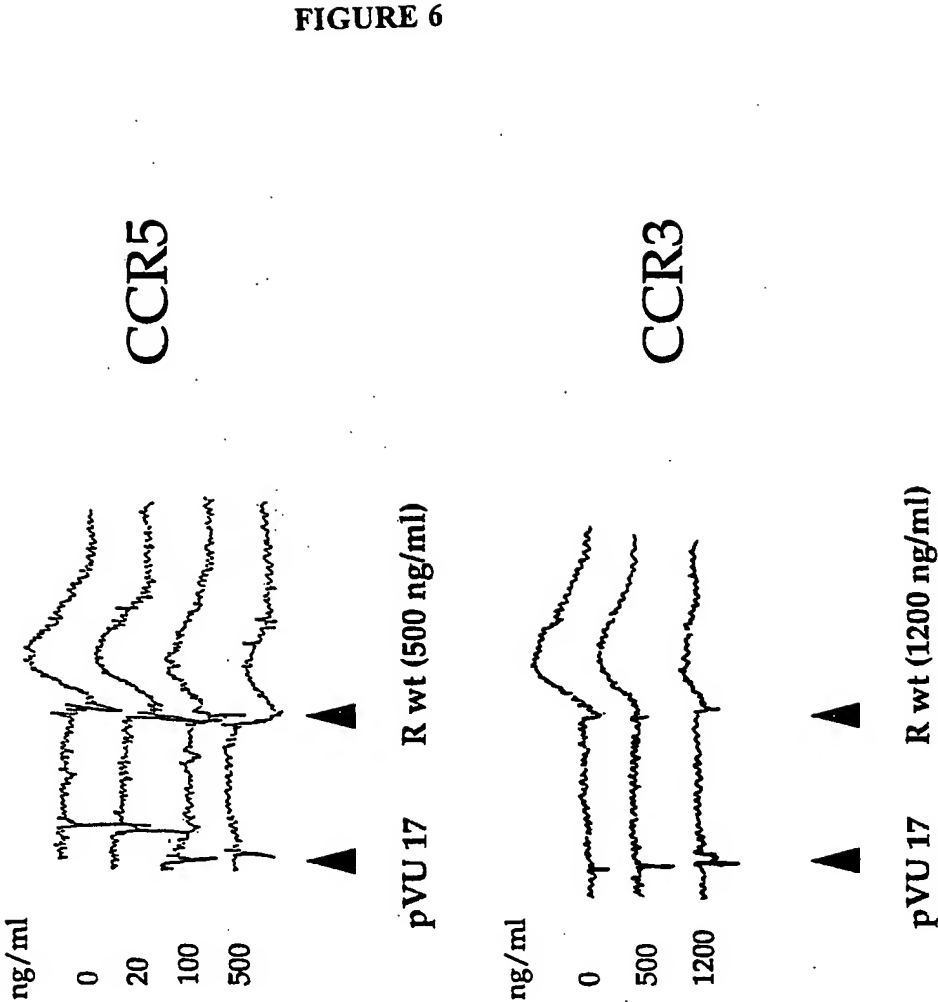 FIGURE 6
CCR5
ng/ml
0
20
100
500
pVU 17
R wt (500 ng/ml)
CCR3
ng/ml
0
500
1200
pVU 17
R wt (1200 ng/ml)